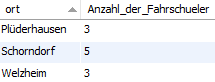 ort Anzahl_der_Fahrschueler
Plüderhausen 3
Schorndorf 5
Welzheim 3